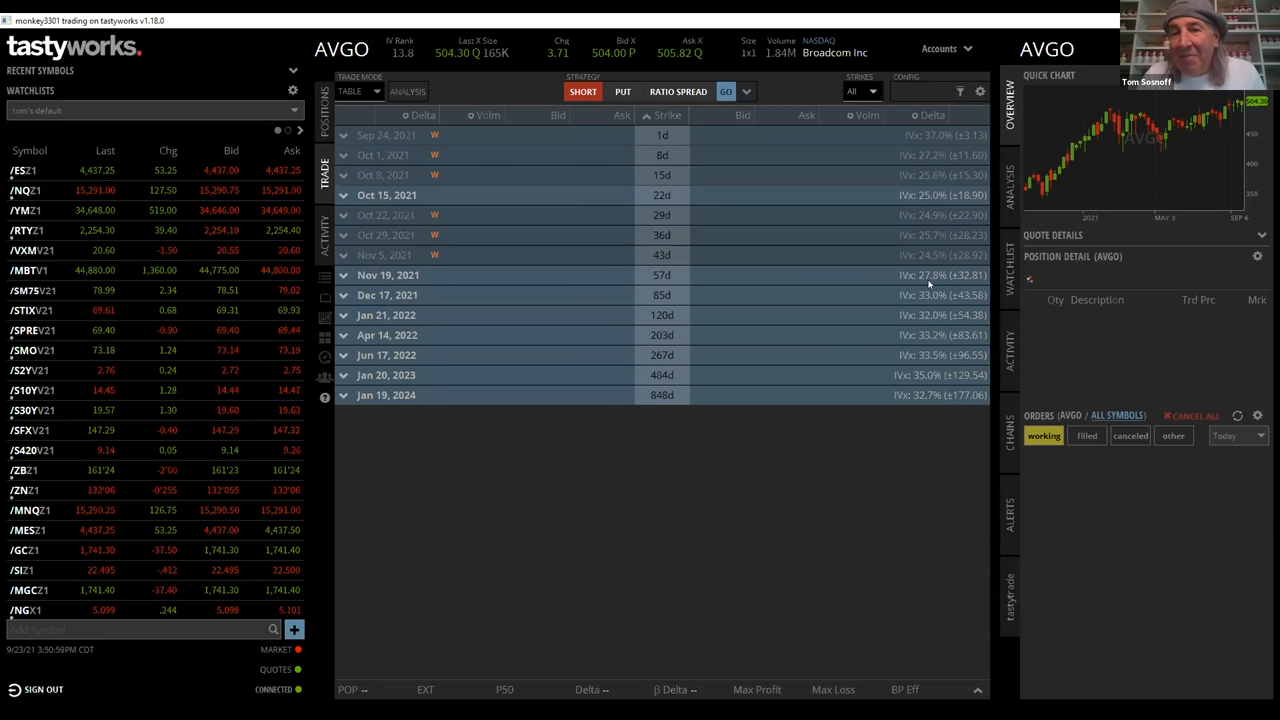 monkey3301 trading on tastyworks v1.18.0
tastyworks.
RECENT SYMBOLS
WATCHLISTS
tom's default
Symbol Last Chg Bid Ask
/ESZ1 4,437.25 53.25 4,437.00 4,437.25
/NQZ1 15,291.00 127.50 15,290.75 15,291.00
/YMZ1 34,648.00 519.00 34,646.00 34,649.00
/RTYZ1 2,254.30 39.40 2,254.10 2,254.40
/VXMV21 20.60 -1.50 20.55 20.60
/MBTV1 44,880.00 1,360.00 44,775.00 44,800.00
/SM75V21 78.99 2.34 78.51 79.02
/STIXV21 69.61 0.68 69.31 69.93
/SPREV21 69.40 -0.90 69.40 69.44
/SMOV21 73.18 1.24 73.14 73.19
/S2YV21 2.76 0.24 2.72 2.75
/S10YV21 14.45 1.28 14.44 14.47
/S30YV21 19.57 1.30 19.60 19.63
/SFXV21 147.29 -0.40 147.29 147.32
/S420V21 9.14 0.05 9.14 9.26
/ZBZ1 161'24 -2'00 161'23 161'24
/ZNZ1 132'06 -0'255 132'055 132'06
/MNQZ1 15,290.25 126.75 15,290.50 15,291.00
/MESZ1 4,437.25 53.25 4,437.00 4,437.50
/GCZ1 1,741.30 -37.50 1,741.30 1,741.40
/SIZ1 22.495 -.412 22.495 22.500
/MGCZ1 1,741.40 -37.40 1,741.30 1,741.40
/NGX1 5.099 .244 5.098 5.101
Add Symbol
9/23/21 3:50:59PM CDT MARKET
QUOTES
SIGN OUT CONNECTED
AVGO
IV Rank Last X Size Chg Bid X Ask X Size Volume NASDAQ
13.8 504.30 Q 165K 3.71 504.00 P 505.82 Q 1x1 1.84M Broadcom Inc
Accounts
TRADE MODE STRATEGY STRIKES CONFIG
TABLE ANALYSIS SHORT PUT RATIO SPREAD GO All
Delta Volm Bid Ask Strike Bid Ask Volm Delta
Sep 24, 2021 W 1d IVx: 37.0% (±3.13)
Oct 1, 2021 W 8d IVx: 27.2% (±11.60)
Oct 8, 2021 W 15d IVx: 25.6% (±15.30)
Oct 15, 2021 22d IVx: 25.0% (±18.90)
Oct 22, 2021 W 29d IVx: 24.9% (±22.90)
Oct 29, 2021 W 36d IVx: 25.7% (±28.23)
Nov 5, 2021 W 43d IVx: 24.5% (±28.92)
Nov 19, 2021 57d IVx: 27.8% (±32.81)
Dec 17, 2021 85d IVx: 33.0% (±43.58)
Jan 21, 2022 120d IVx: 32.0% (±54.38)
Apr 14, 2022 203d IVx: 33.2% (±83.61)
Jun 17, 2022 267d IVx: 33.5% (±96.55)
Jan 20, 2023 484d IVx: 35.0% (±129.54)
Jan 19, 2024 848d IVx: 32.7% (±177.06)
POSITIONS
TRADE
ACTIVITY
POP -- EXT P50 Delta -- β Delta -- Max Profit Max Loss BP Eff
OVERVIEW
ANALYSIS
WATCHLIST
ACTIVITY
CHAINS
ALERTS
tastytrade
AVGO
Tom Sosnoff
QUICK CHART
AVGO
504.30
450
400
350
2021 MAY 3 SEP 6
QUOTE DETAILS
POSITION DETAIL (AVGO)
Qty Description Trd Prc Mrk
ORDERS (AVGO / ALL SYMBOLS) CANCEL ALL
working filled canceled other Today